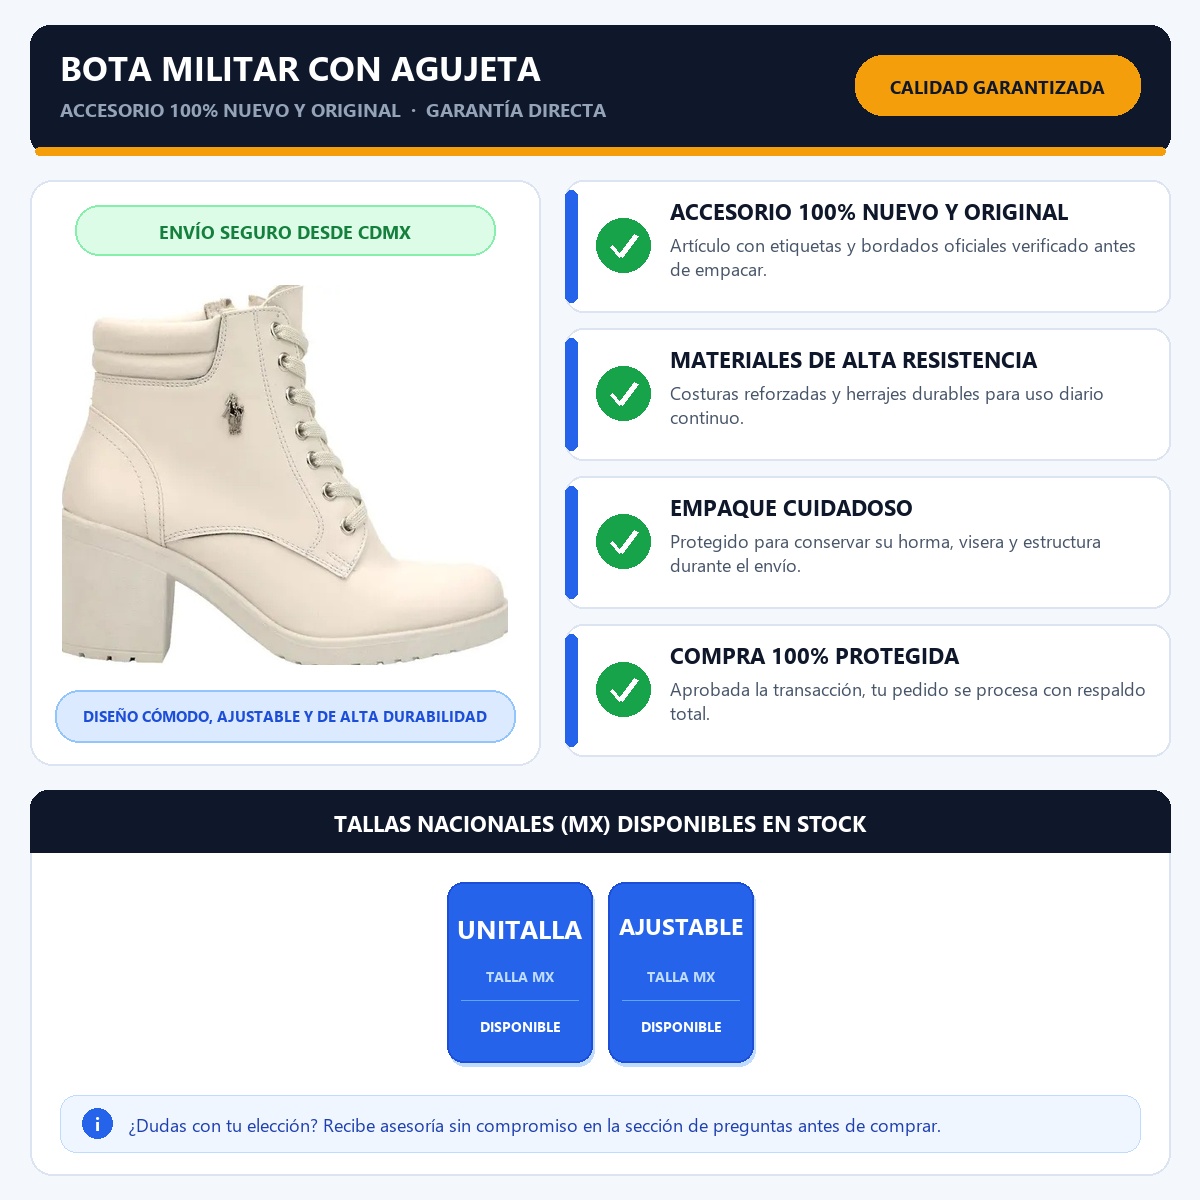 BOTA MILITAR CON AGUJETA
ACCESORIO 100% NUEVO Y ORIGINAL · GARANTÍA DIRECTA
CALIDAD GARANTIZADA
ENVÍO SEGURO DESDE CDMX
DISEÑO CÓMODO, AJUSTABLE Y DE ALTA DURABILIDAD
ACCESORIO 100% NUEVO Y ORIGINAL
Artículo con etiquetas y bordados oficiales verificado antes
de empacar.
MATERIALES DE ALTA RESISTENCIA
Costuras reforzadas y herrajes durables para uso diario
continuo.
EMPAQUE CUIDADOSO
Protegido para conservar su horma, visera y estructura
durante el envío.
COMPRA 100% PROTEGIDA
Aprobada la transacción, tu pedido se procesa con respaldo
total.
TALLAS NACIONALES (MX) DISPONIBLES EN STOCK
UNITALLA
TALLA MX
DISPONIBLE
AJUSTABLE
TALLA MX
DISPONIBLE
¿Dudas con tu elección? Recibe asesoría sin compromiso en la sección de preguntas antes de comprar.